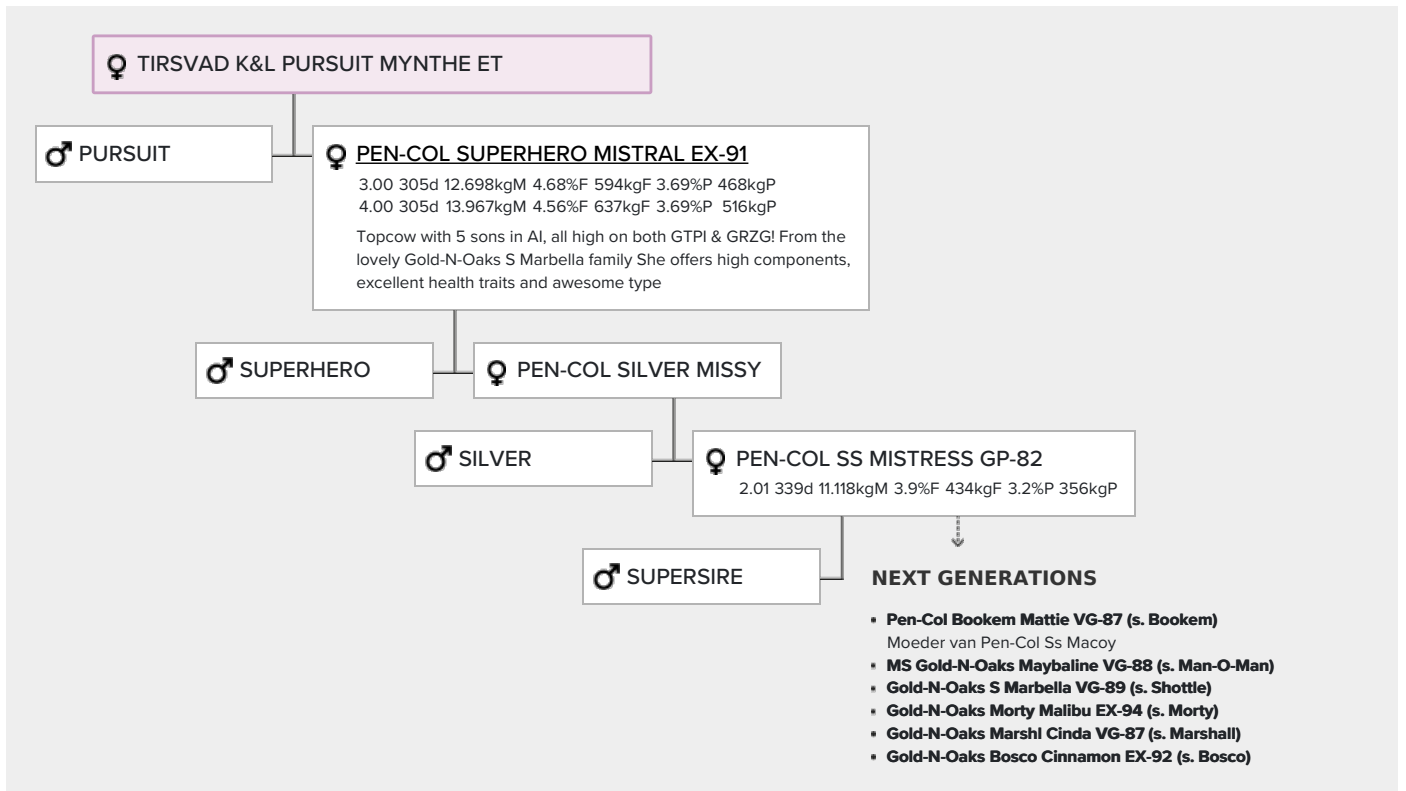 TIRSVAD K&L PURSUIT MYNTHE ET
PURSUIT
PEN-COL SUPERHERO MISTRAL EX-91
3.00 305d 12.698kgM 4.68%F 594kgF 3.69%P 468kgP
4.00 305d 13.967kgM 4.56%F 637kgF 3.69%P 516kgP
Topcow with 5 sons in AI, all high on both GTPI & GRZG! From the
lovely Gold-N-Oaks S Marbella family She offers high components,
excellent health traits and awesome type
SUPERHERO
PEN-COL SILVER MISSY
SILVER
PEN-COL SS MISTRESS GP-82
2.01 339d 11.118kgM 3.9%F 434kgF 3.2%P 356kgP
SUPERSIRE
NEXT GENERATIONS
Pen-Col Bookem Mattie VG-87 (s. Bookem)
Moeder van Pen-Col Ss Macoy
MS Gold-N-Oaks Maybaline VG-88 (s. Man-O-Man)
Gold-N-Oaks S Marbella VG-89 (s. Shottle)
Gold-N-Oaks Morty Malibu EX-94 (s. Morty)
Gold-N-Oaks Marshl Cinda VG-87 (s. Marshall)
Gold-N-Oaks Bosco Cinnamon EX-92 (s. Bosco)